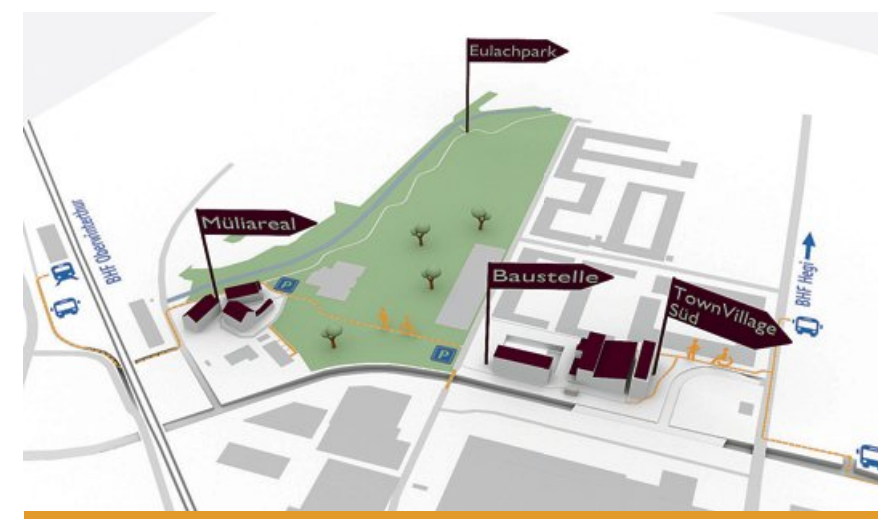 Eulachpark
Müliareal
BHF Oberwinterthur
P
Baustelle
TownVillage
Süd
BHF Hegi
P